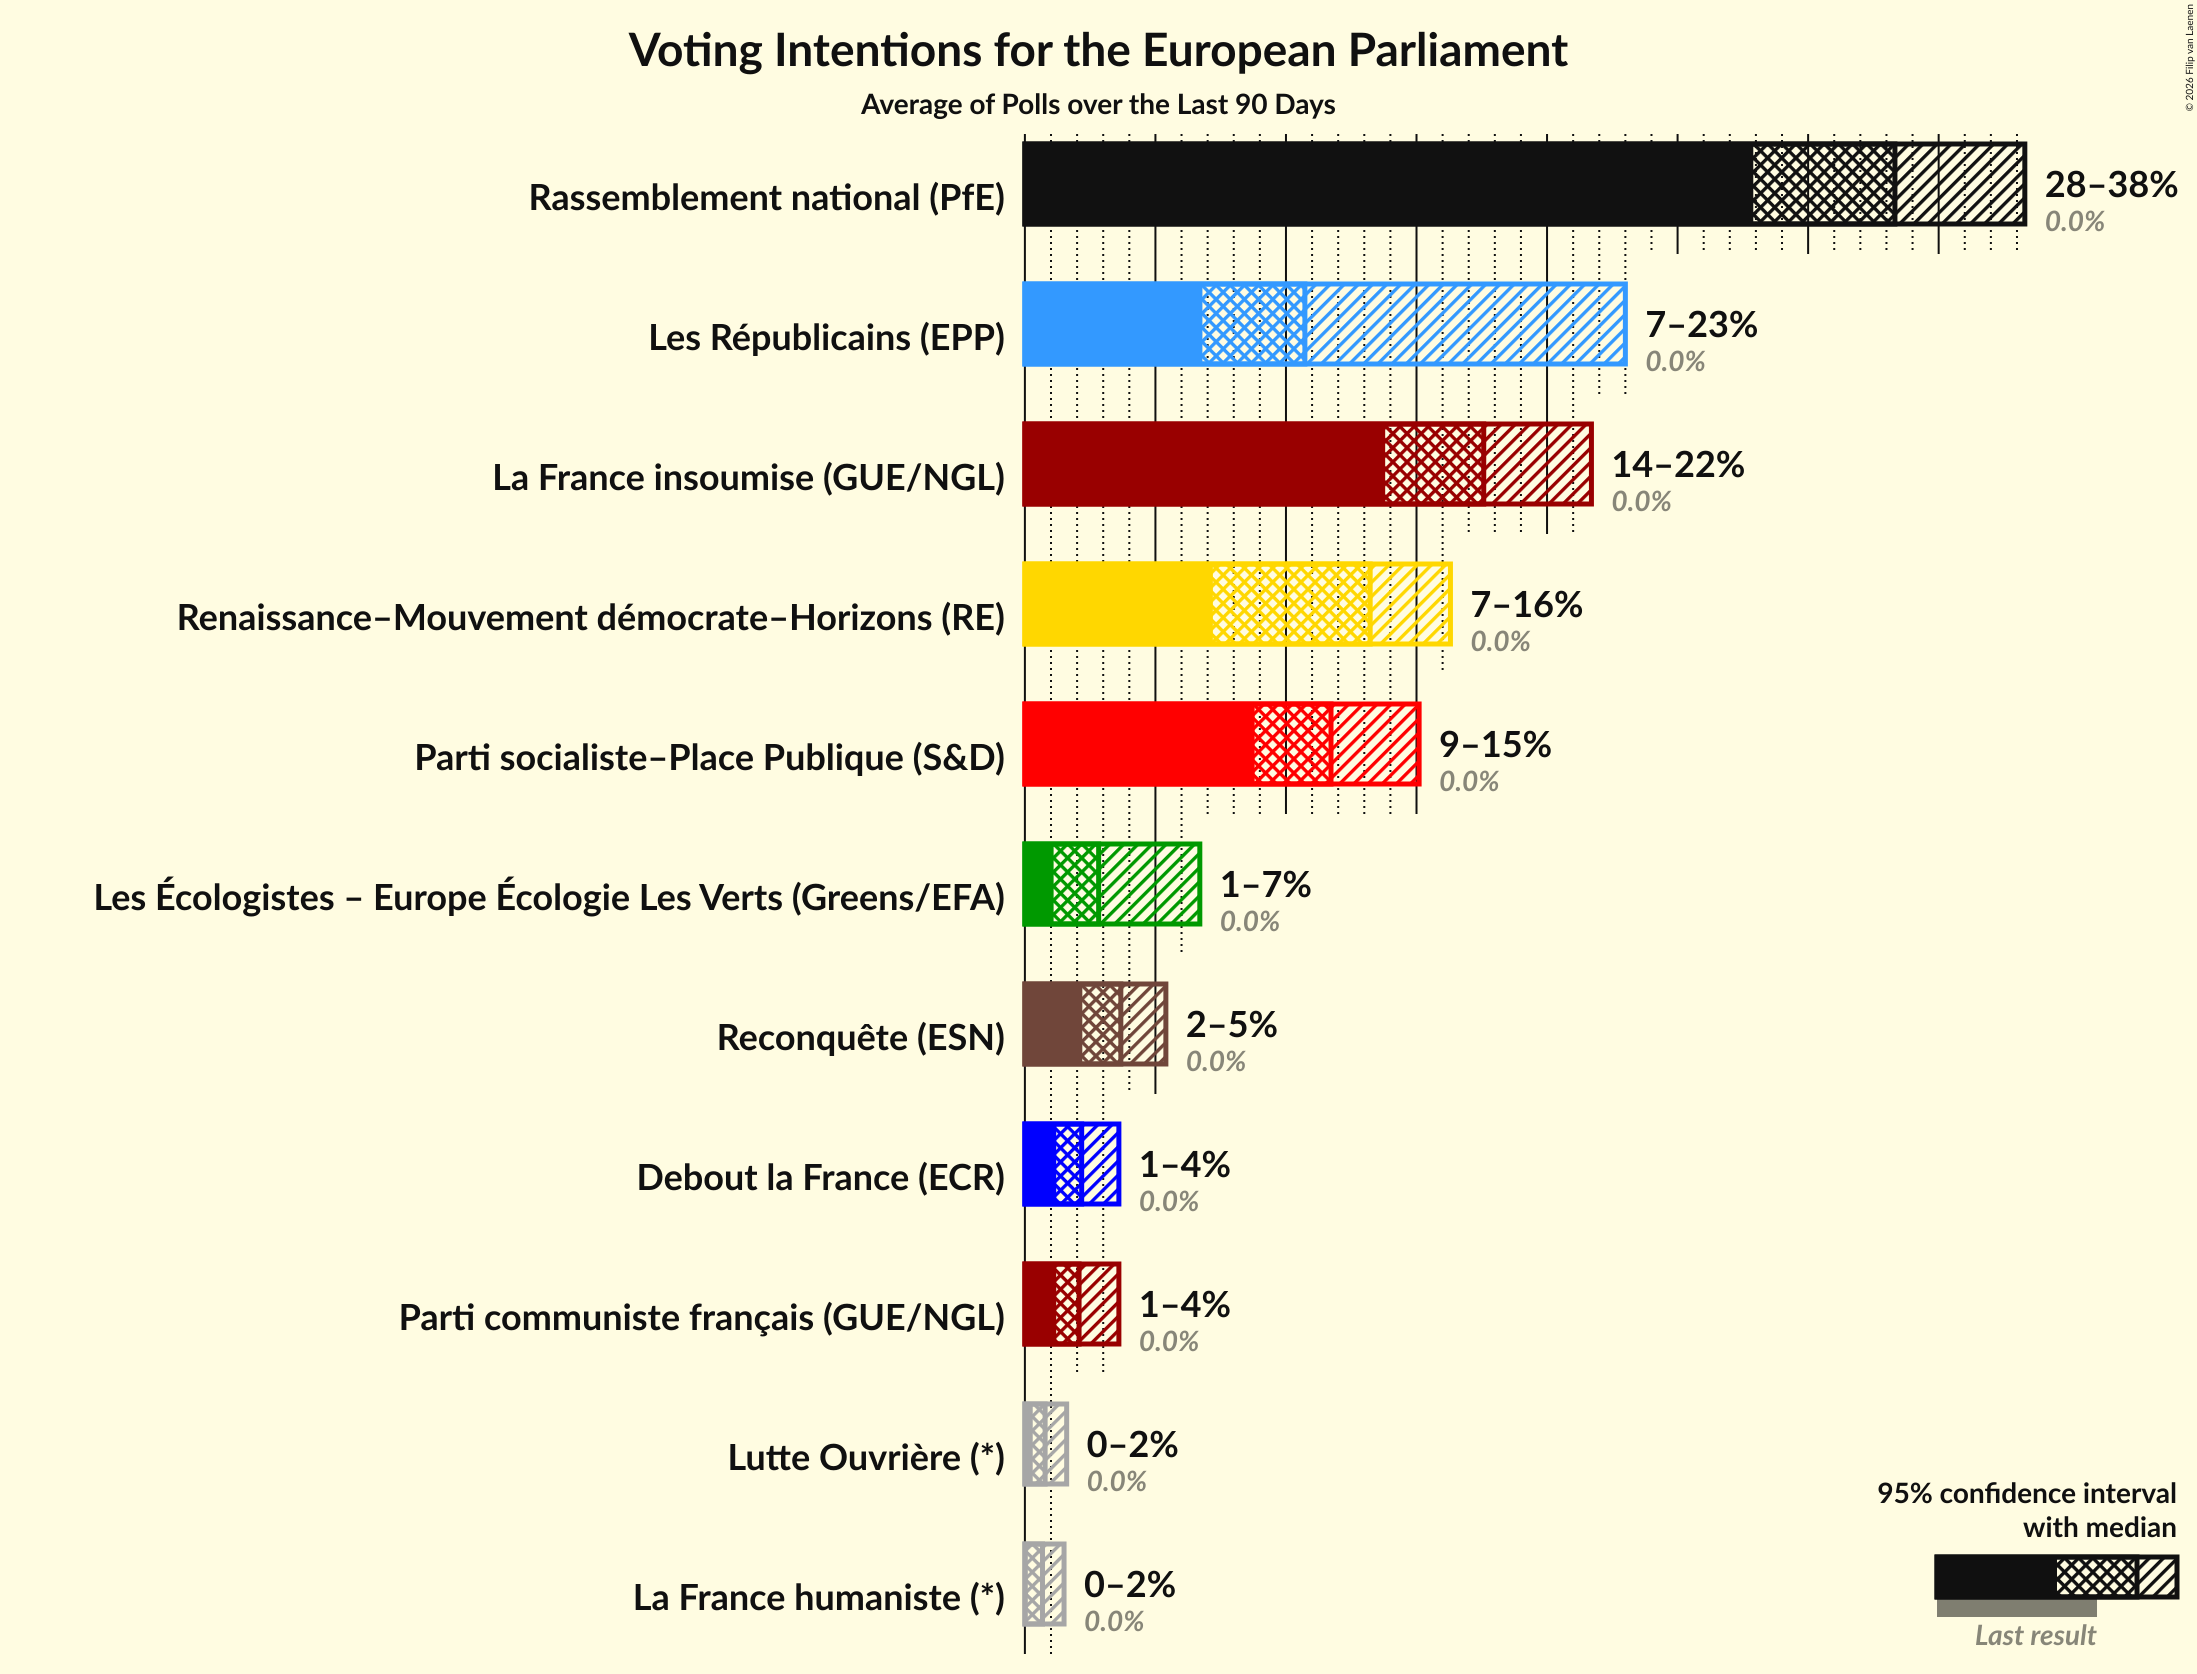 Voting Intentions for the European Parliament
Average of Polls over the Last 90 Days
© 2026 Filip van Laenen
Rassemblement national (PfE)
28–38%
0.0%
Les Républicains (EPP)
7–23%
0.0%
La France insoumise (GUE/NGL)
14–22%
0.0%
Renaissance–Mouvement démocrate–Horizons (RE)
7–16%
0.0%
Parti socialiste–Place Publique (S&D)
9–15%
0.0%
Les Écologistes – Europe Écologie Les Verts (Greens/EFA)
1–7%
0.0%
Reconquête (ESN)
2–5%
0.0%
Debout la France (ECR)
1–4%
0.0%
Parti communiste français (GUE/NGL)
1–4%
0.0%
Lutte Ouvrière (*)
0–2%
0.0%
La France humaniste (*)
0–2%
0.0%
95% confidence interval
with median
Last result